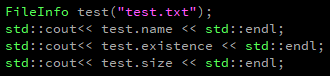 FileInfo test("test.txt");
std::cout<< test.name << std::endl;
std::cout<< test.existence << std::endl;
std::cout<< test.size << std::endl;